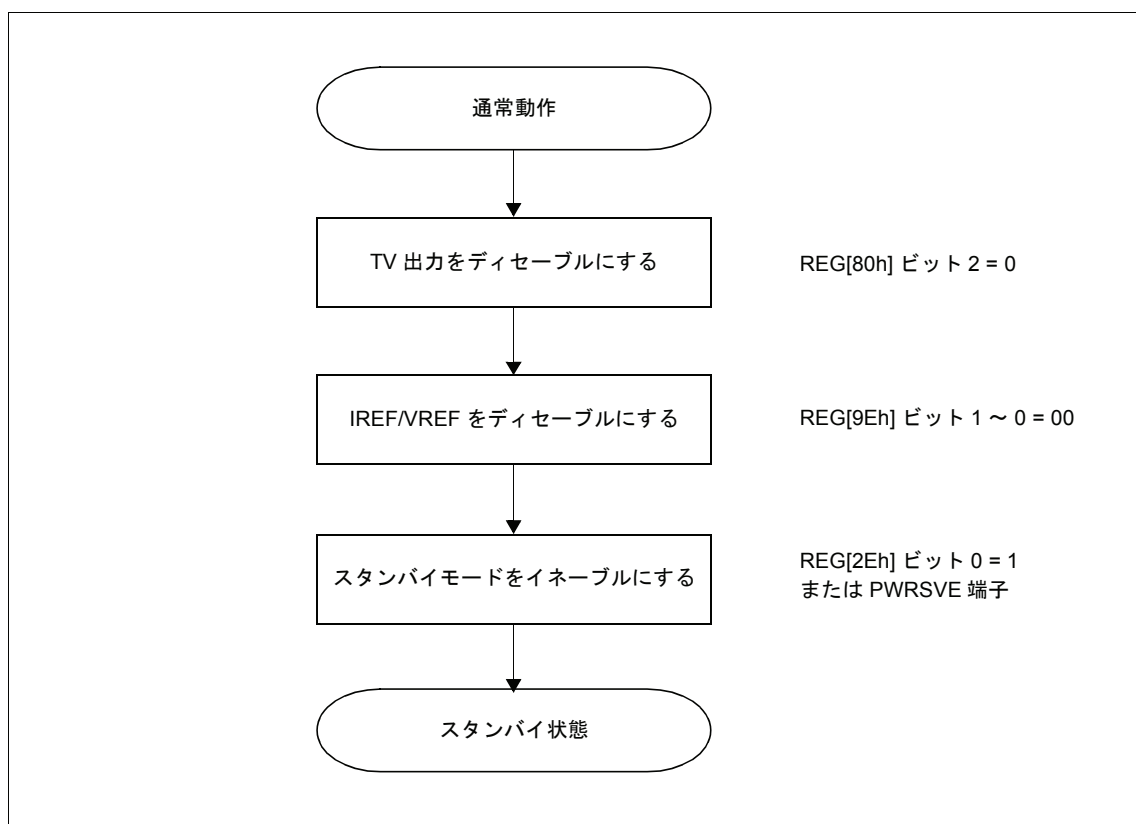 通常動作
TV 出力をディセーブルにする
REG[80h] ビット 2 = 0
IREF/VREF をディセーブルにする
REG[9Eh] ビット 1 ～ 0 = 00
スタンバイモードをイネーブルにする
REG[2Eh] ビット 0 = 1
または PWRSVE 端子
スタンバイ状態